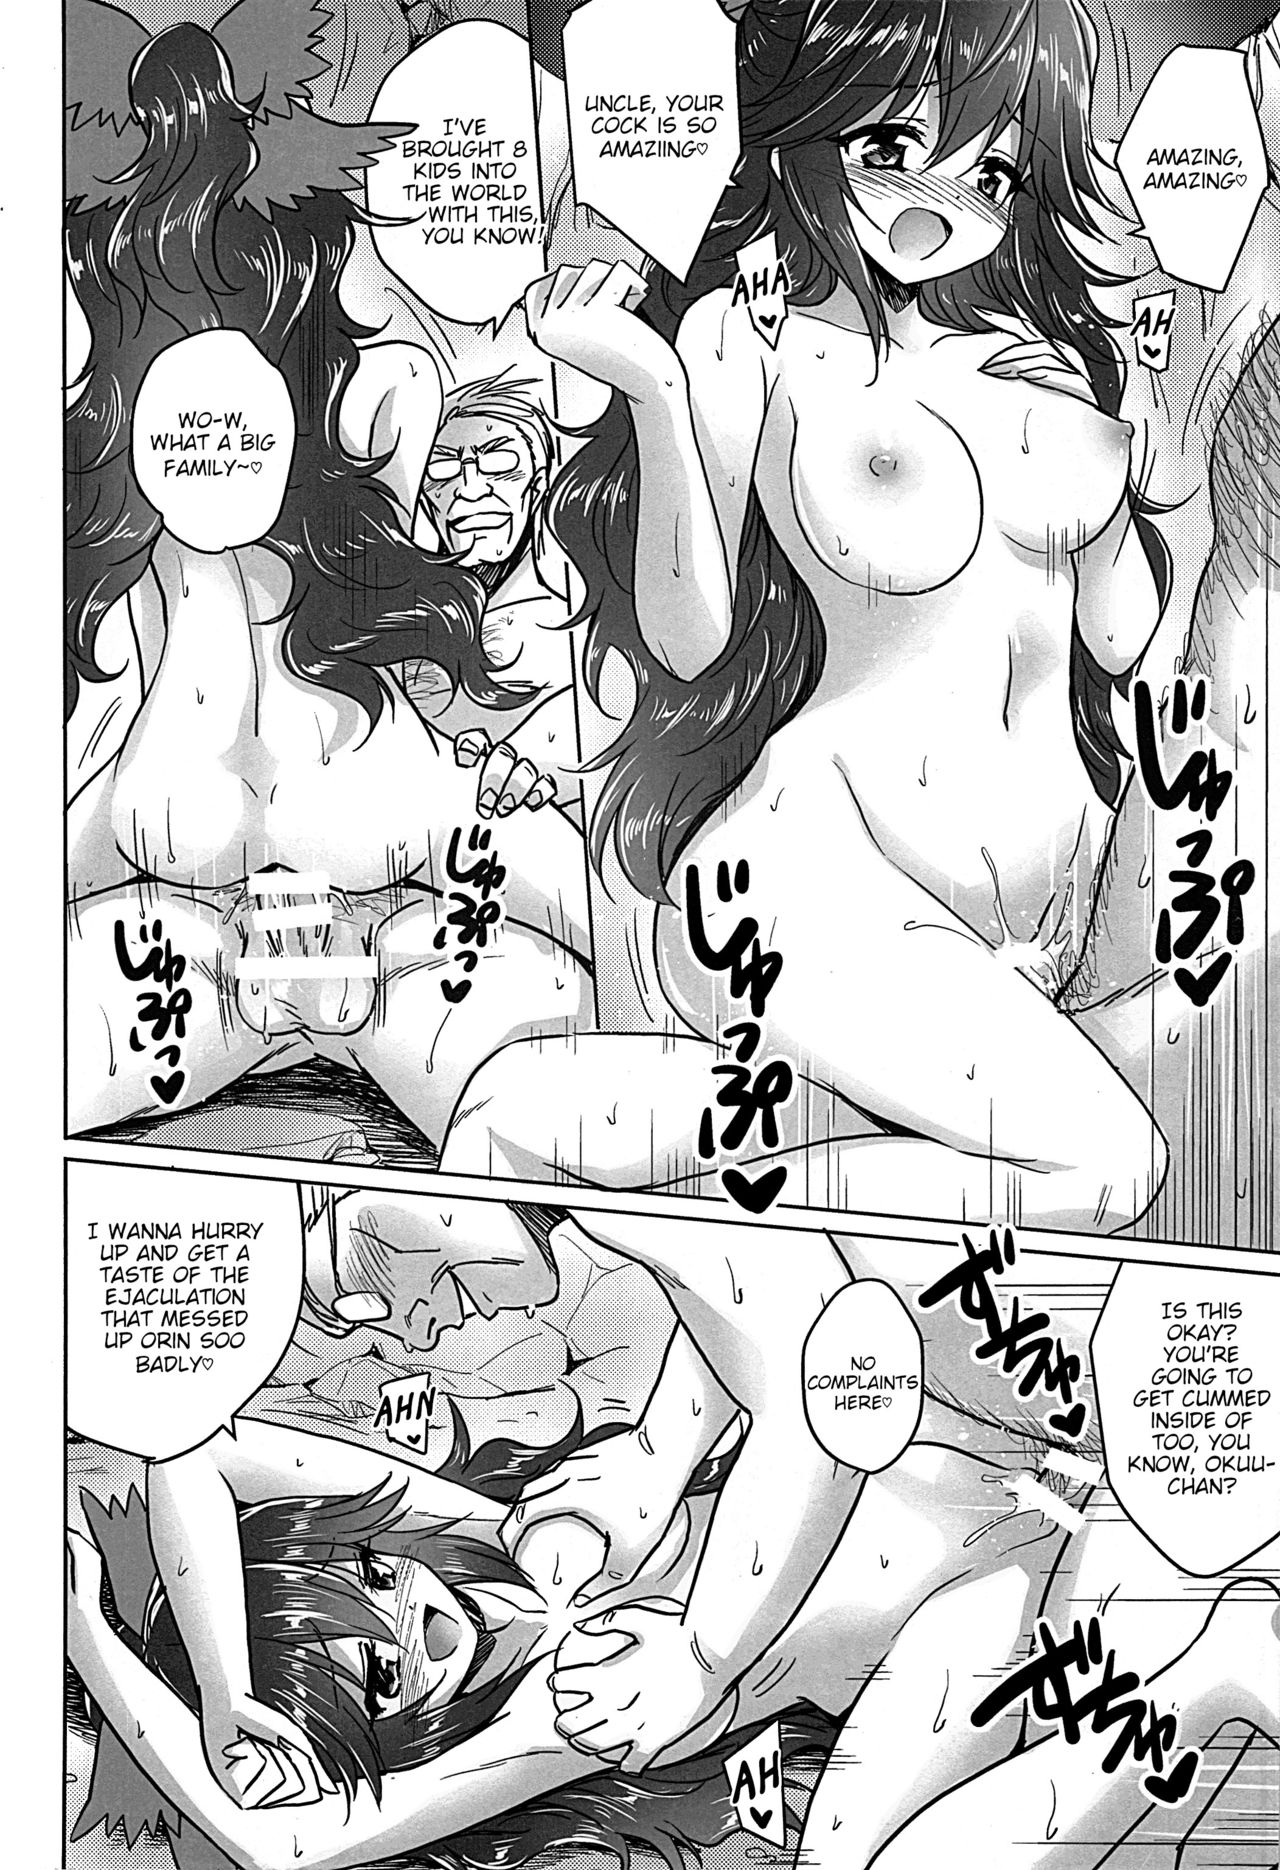 AMAZING,
AMAZING♡
AH
♥
UNCLE, YOUR
COCK IS SO
AMAZIING♡
AHA
♥
じゅっぷ♥
じゅっぷ♥
I'VE
BROUGHT 8
KIDS INTO
THE WORLD
WITH THIS,
YOU KNOW!
WO-W,
WHAT A BIG
FAMILY~♡
じゅぷっ♥
じゅぷっ♥
IS THIS
OKAY?
YOU'RE
GOING TO
GET CUMMED
INSIDE OF
TOO, YOU
KNOW, OKUU-
CHAN?
ずちゅ♥
ずちゅ♥
NO
COMPLAINTS
HERE♡
I WANNA HURRY
UP AND GET A
TASTE OF THE
EJACULATION
THAT MESSED
UP ORIN SOO
BADLY♡
AHN
♥
AH
♥